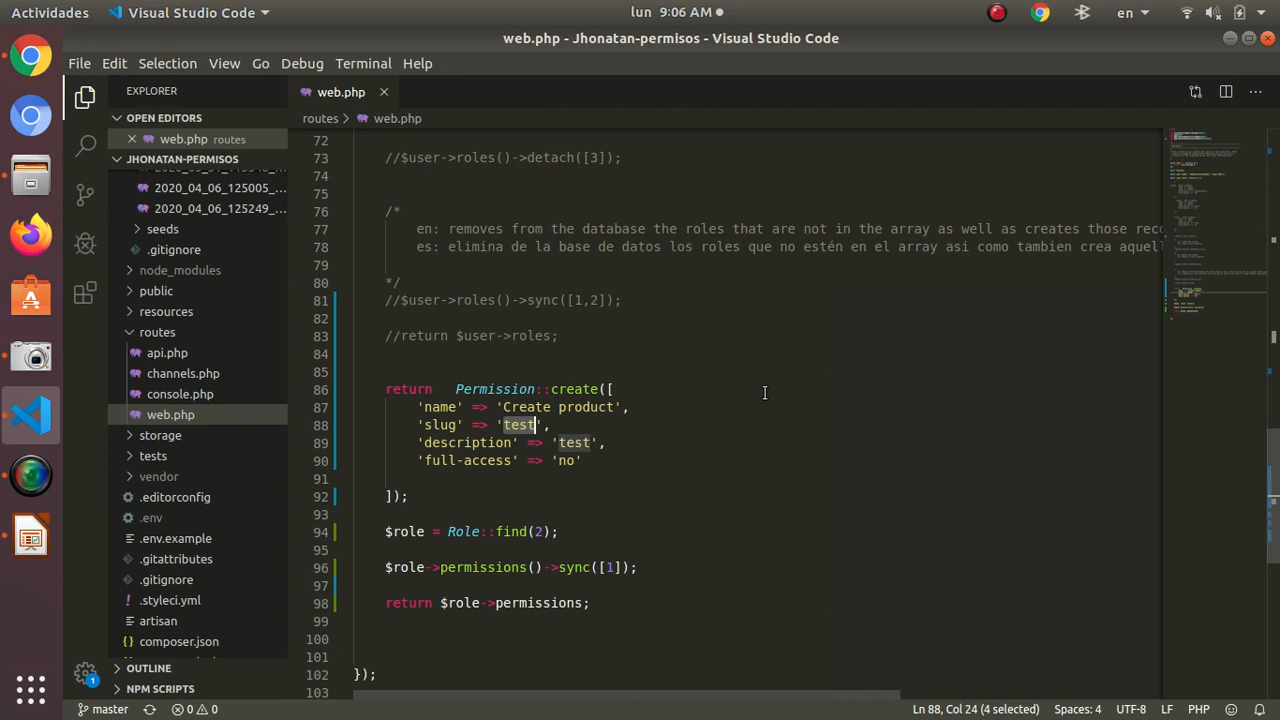 Actividades Visual Studio Code lun 9:06 AM en
web.php - Jhonatan-permisos - Visual Studio Code
File Edit Selection View Go Debug Terminal Help
EXPLORER
web.php
OPEN EDITORS
routes > web.php
web.php routes
JHONATAN-PERMISOS
2020_04_06_125005_...
2020_04_06_125249_...
seeds
.gitignore
node_modules
public
resources
routes
api.php
channels.php
console.php
web.php
storage
tests
vendor
.editorconfig
.env
.env.example
.gitattributes
.gitignore
.styleci.yml
artisan
composer.json
OUTLINE
NPM SCRIPTS
72
73 //$user->roles()->detach([3]);
74
75
76 /*
77 en: removes from the database the roles that are not in the array as well as creates those reco
78 es: elimina de la base de datos los roles que no estén en el array asi como tambien crea aquell
79
80 */
81 //$user->roles()->sync([1,2]);
82
83 //return $user->roles;
84
85
86 return Permission::create([
87 'name' => 'Create product',
88 'slug' => 'test',
89 'description' => 'test',
90 'full-access' => 'no'
91
92 ]);
93
94 $role = Role::find(2);
95
96 $role->permissions()->sync([1]);
97
98 return $role->permissions;
99
100
101
102 });
103
1
master 0 0 Ln 88, Col 24 (4 selected) Spaces: 4 UTF-8 LF PHP